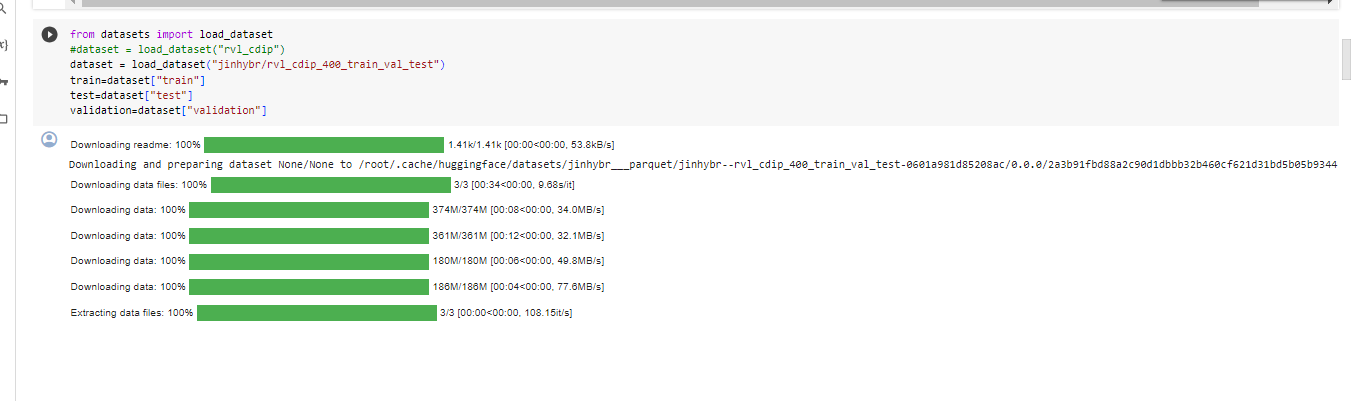 from datasets import load_dataset
#dataset = load_dataset("rvl_cdip")
dataset = load_dataset("jinhybr/rvl_cdip_400_train_val_test")
train=dataset["train"]
test=dataset["test"]
validation=dataset["validation"]
Downloading readme: 100% 1.41k/1.41k [00:00<00:00, 53.8kB/s]
Downloading and preparing dataset None/None to /root/.cache/huggingface/datasets/jinhybr___parquet/jinhybr--rvl_cdip_400_train_val_test-0601a981d85208ac/0.0.0/2a3b91fbd88a2c90d1dbbb32b460cf621d31bd5b05b9344
Downloading data files: 100% 3/3 [00:34<00:00, 9.68s/it]
Downloading data: 100% 374M/374M [00:08<00:00, 34.0MB/s]
Downloading data: 100% 361M/361M [00:12<00:00, 32.1MB/s]
Downloading data: 100% 180M/180M [00:06<00:00, 49.8MB/s]
Downloading data: 100% 186M/186M [00:04<00:00, 77.6MB/s]
Extracting data files: 100% 3/3 [00:00<00:00, 108.15it/s]